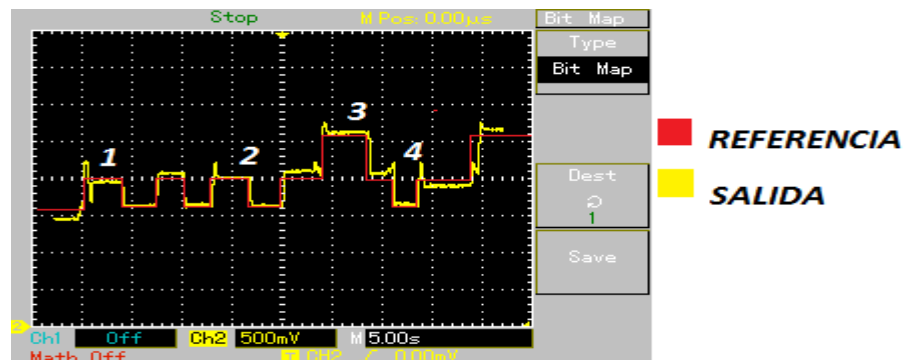 Stop M Pos: 0.00µs Bit Map
Type
Bit Map
1 2 3 4
REFERENCIA
SALIDA
Dest
1
Save
2
Ch1 Off Ch2 500mV M 5.00s
Math Off T CH2 / 0.00mV